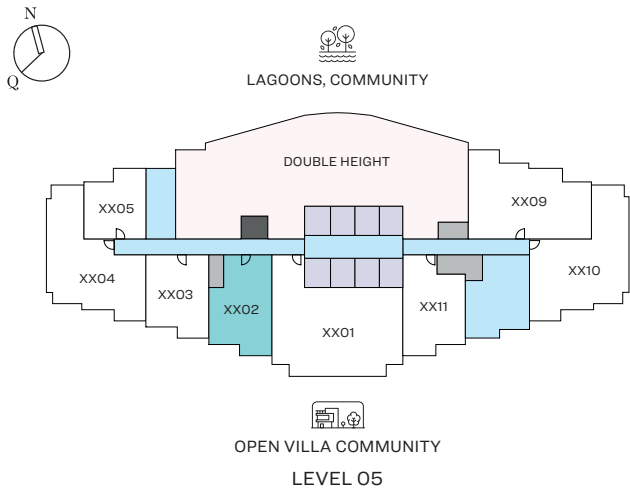 N
Q
LAGOONS, COMMUNITY
DOUBLE HEIGHT
XX05
XX09
XX04
XX10
XX03
XX02
XX11
XX01
OPEN VILLA COMMUNITY
LEVEL 05